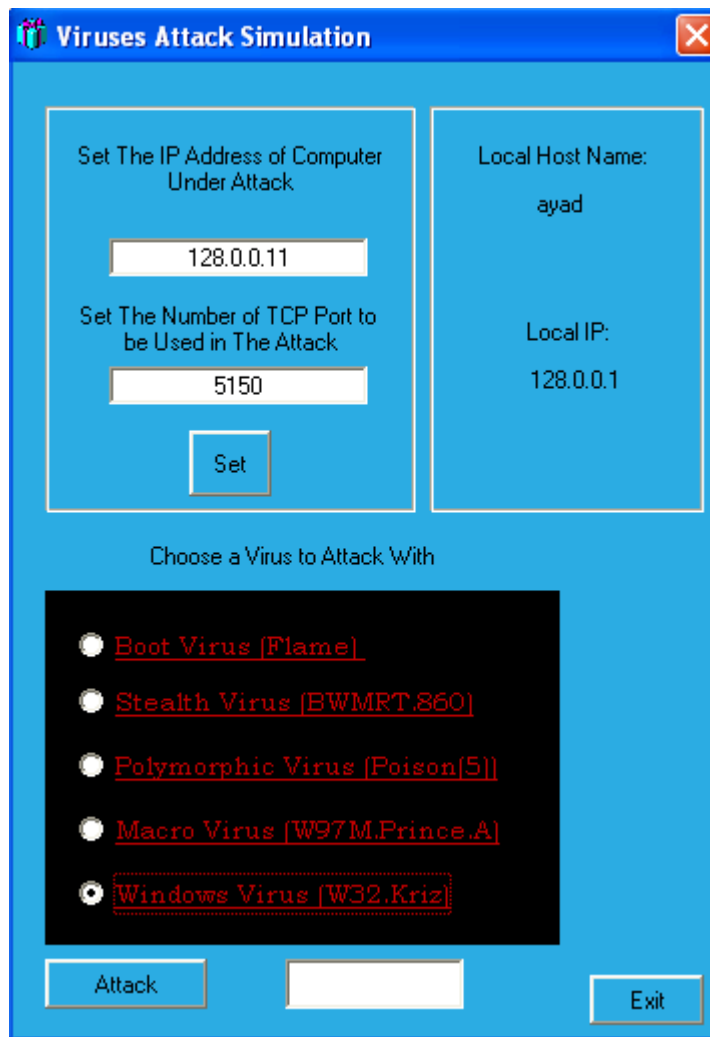 Viruses Attack Simulation
Set The IP Address of Computer
Under Attack
128.0.0.11
Set The Number of TCP Port to
be Used in The Attack
5150
Set
Local Host Name:
ayad
Local IP:
128.0.0.1
Choose a Virus to Attack With
Boot Virus (Flame)
Stealth Virus (BWMRT.860)
Polymorphic Virus (Poison(5))
Macro Virus (W97M.Prince.A)
Windows Virus (W32.Kriz)
Attack
Exit